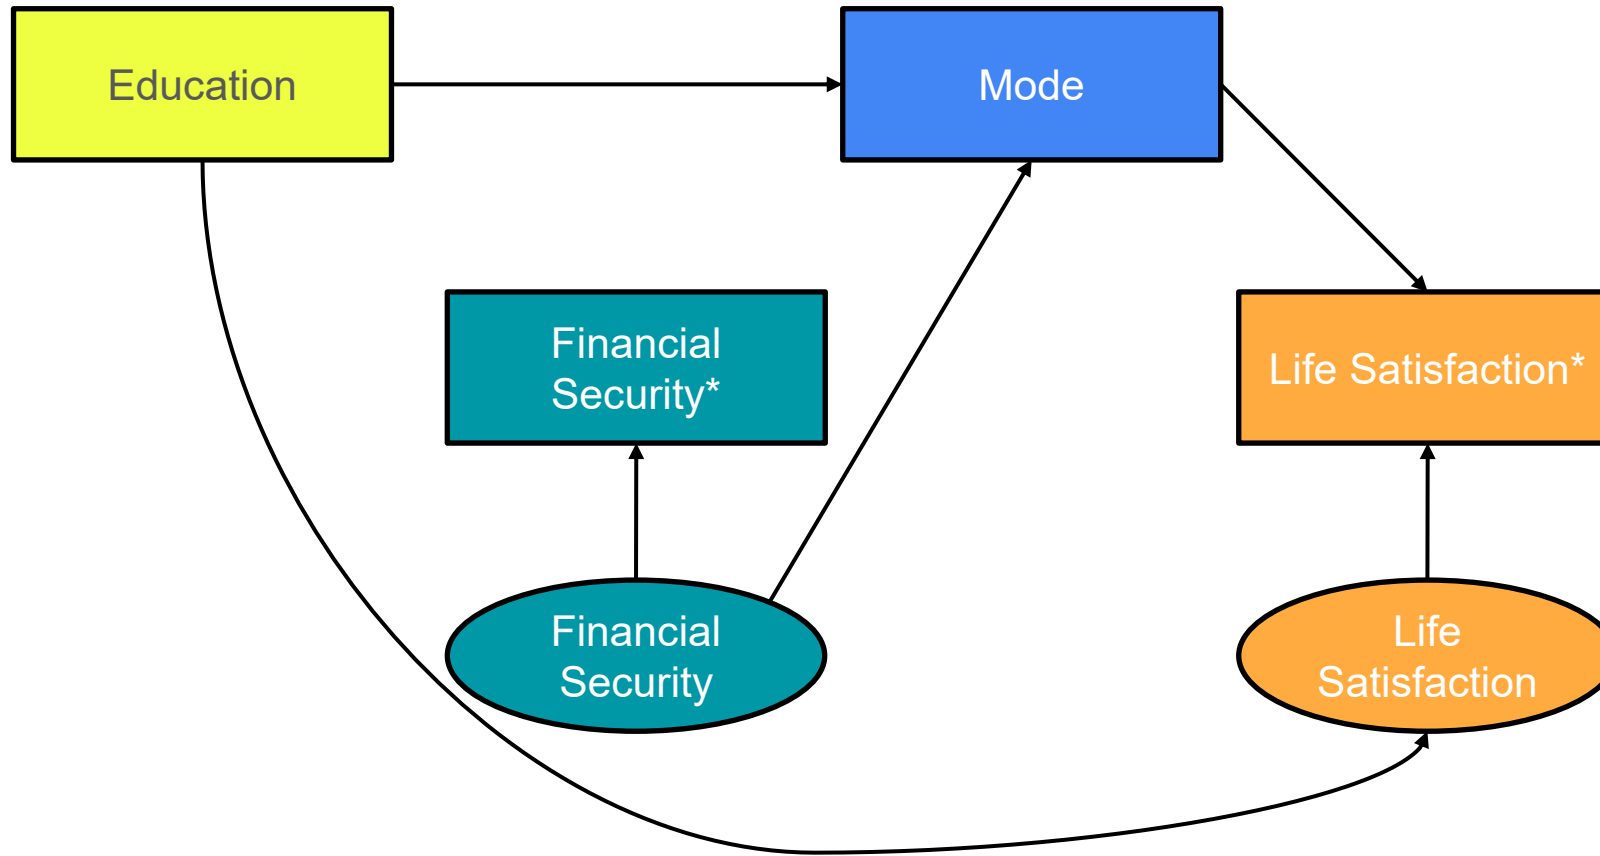 Education
Mode
Financial
Security*
Life Satisfaction*
Financial
Security
Life
Satisfaction